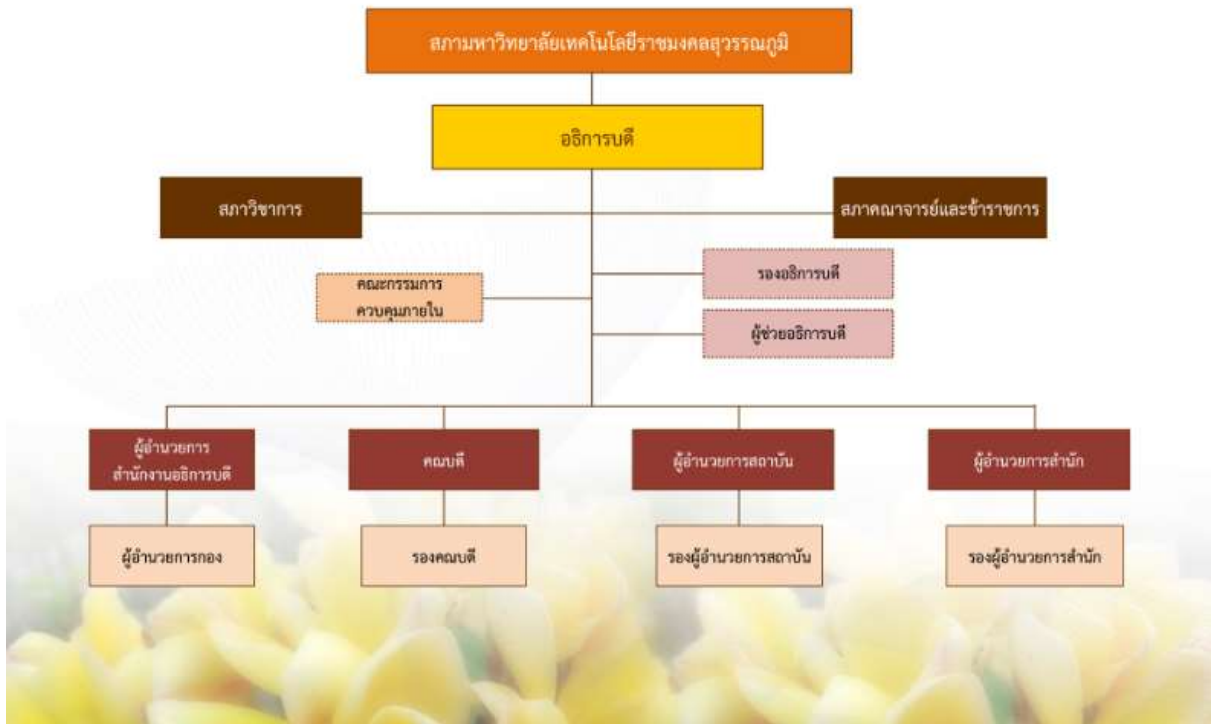 สภามหาวิทยาลัยเทคโนโลยีราชมงคลสุวรรณภูมิ
อธิการบดี
สภาวิชาการ
สภาคณาจารย์และข้าราชการ
รองอธิการบดี
คณะกรรมการ
ควบคุมภายใน
ผู้ช่วยอธิการบดี
ผู้อำนวยการ
สำนักงานอธิการบดี
คณบดี
ผู้อำนวยการสถาบัน
ผู้อำนวยการสำนัก
ผู้อำนวยการกอง
รองคณบดี
รองผู้อำนวยการสถาบัน
รองผู้อำนวยการสำนัก